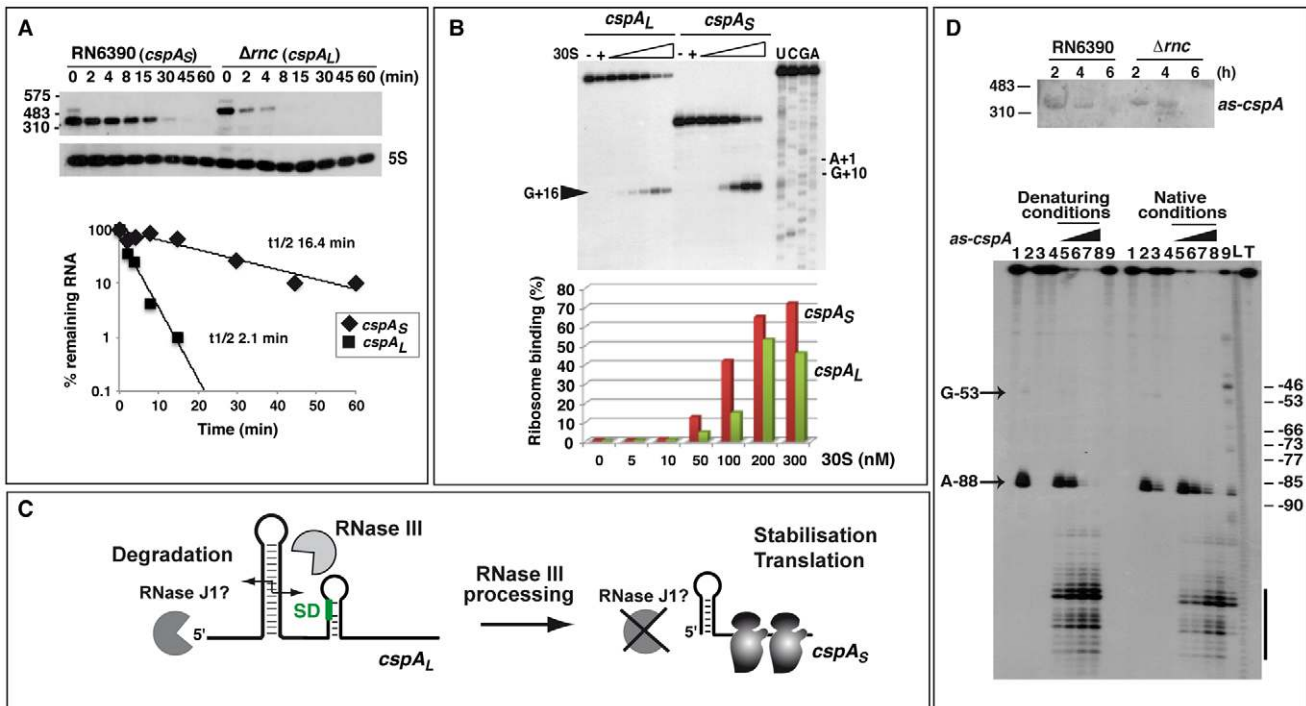 A
RN6390 (cspAS) Δrnc (cspAL)
0 2 4 8 15 30 45 60 0 2 4 8 15 30 45 60 (min)
575
483
310
5S
100
10
1
0.1
% remaining RNA
t1/2 16.4 min
t1/2 2.1 min
cspAS
cspAL
0 20 40 60
Time (min)
B
cspAL cspAS
30S - + - + UCGA
- A+1
- G+10
G+16
80
70
60
50
40
30
20
10
0
Ribosome binding (%)
cspAS
cspAL
0 5 10 50 100 200 300 30S (nM)
C
Degradation
RNase III
RNase J1?
SD
5'
cspAL
RNase III
processing
Stabilisation
Translation
RNase J1?
5'
cspAS
D
RN6390 Δrnc
2 4 6 2 4 6 (h)
483
310
as-cspA
Denaturing
conditions
Native
conditions
as-cspA
1 2 3 4 5 6 7 8 9 1 2 3 4 5 6 7 8 9 L T
G-53
A-88
-46
-53
-66
-73
-77
-85
-90